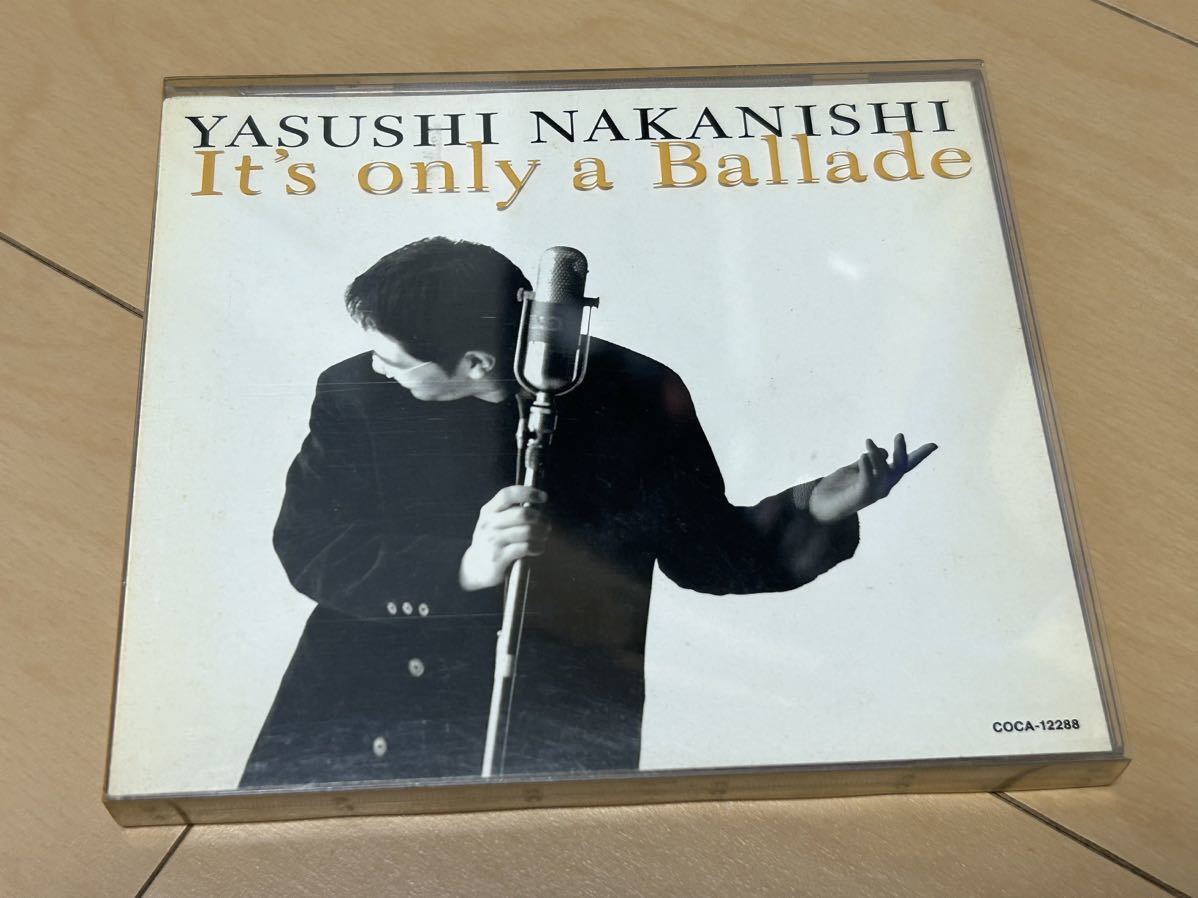 YASUSHI NAKANISHI
It's only a Ballade
COCA-12288